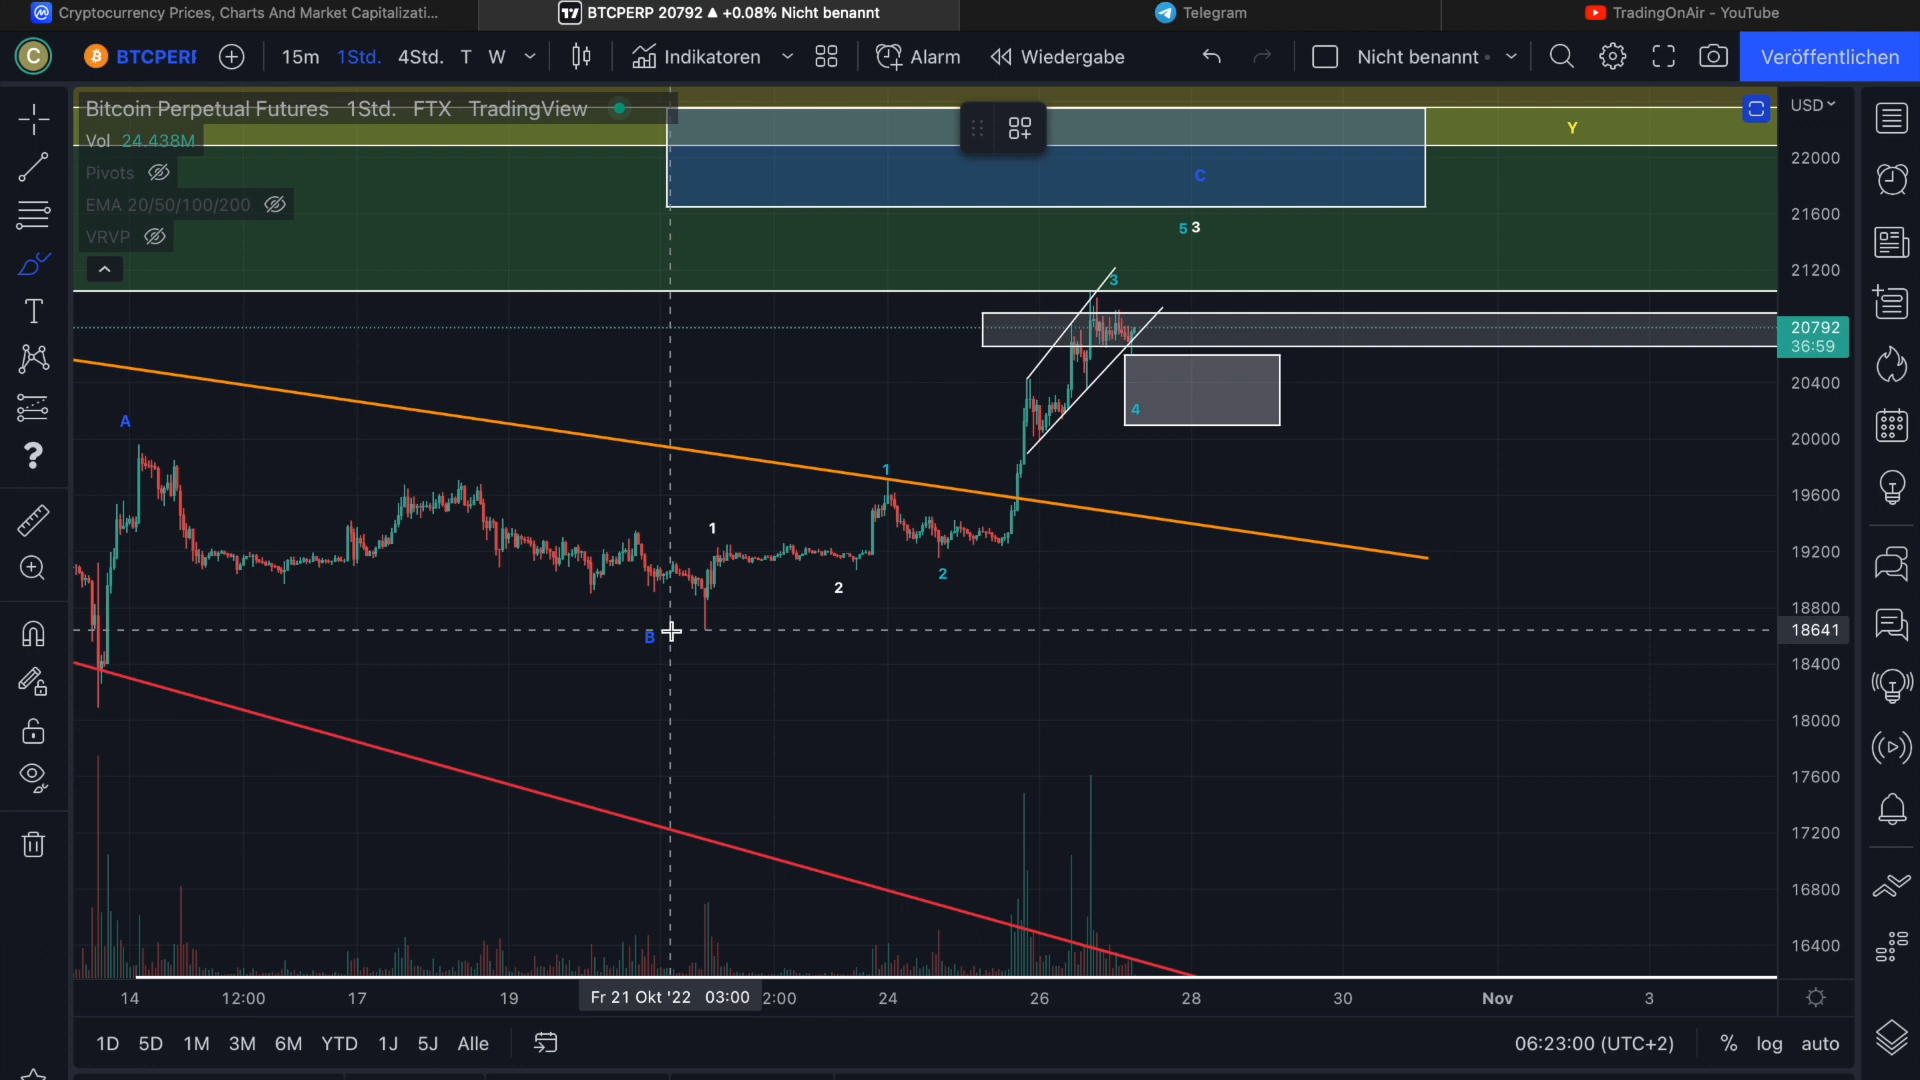 Cryptocurrency Prices, Charts And Market Capitalizati...
BTCPERP 20792 ▲ +0.08% Nicht benannt
Telegram
TradingOnAir - YouTube
C
BTCPERP
15m 1Std. 4Std. T W
Indikatoren
Alarm
Wiedergabe
Nicht benannt
Veröffentlichen
Bitcoin Perpetual Futures 1Std. FTX TradingView
Vol 24.438M
Pivots
EMA 20/50/100/200
VRVP
USD
Y
22000
C
21600
5 3
21200
3
20792
36:59
20400
4
A
20000
1
19600
1
19200
2
2
18800
B
18641
18400
18000
17600
17200
16800
16400
14 12:00 17 19 Fr 21 Okt '22 03:00 2:00 24 26 28 30 Nov 3
1D 5D 1M 3M 6M YTD 1J 5J Alle
06:23:00 (UTC+2) % log auto